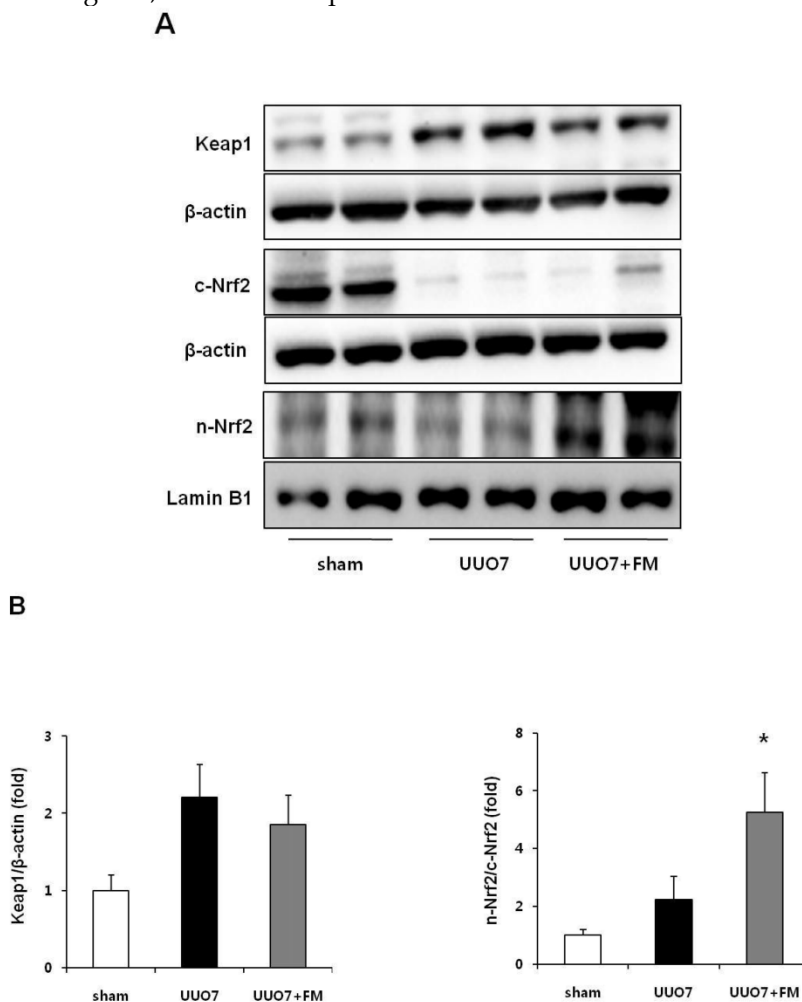 A
Keap1
β-actin
c-Nrf2
β-actin
n-Nrf2
Lamin B1
sham UUO7 UUO7+FM
B
Keap1/β-actin (fold)
3
2
1
0
sham UUO7 UUO7+FM
n-Nrf2/c-Nrf2 (fold)
8
6
4
2
0
*
sham UUO7 UUO7+FM